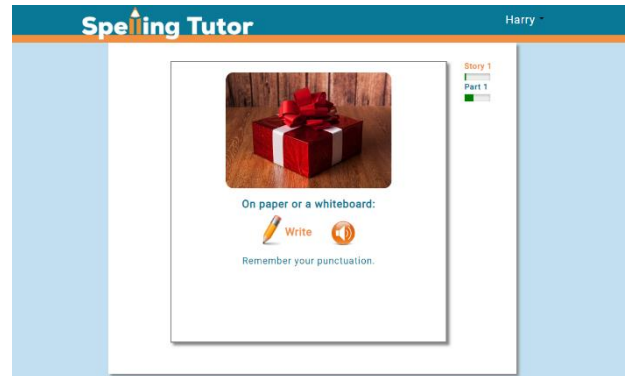 Spelling Tutor
Harry
Story 1
Part 1
On paper or a whiteboard:
Write
Remember your punctuation.